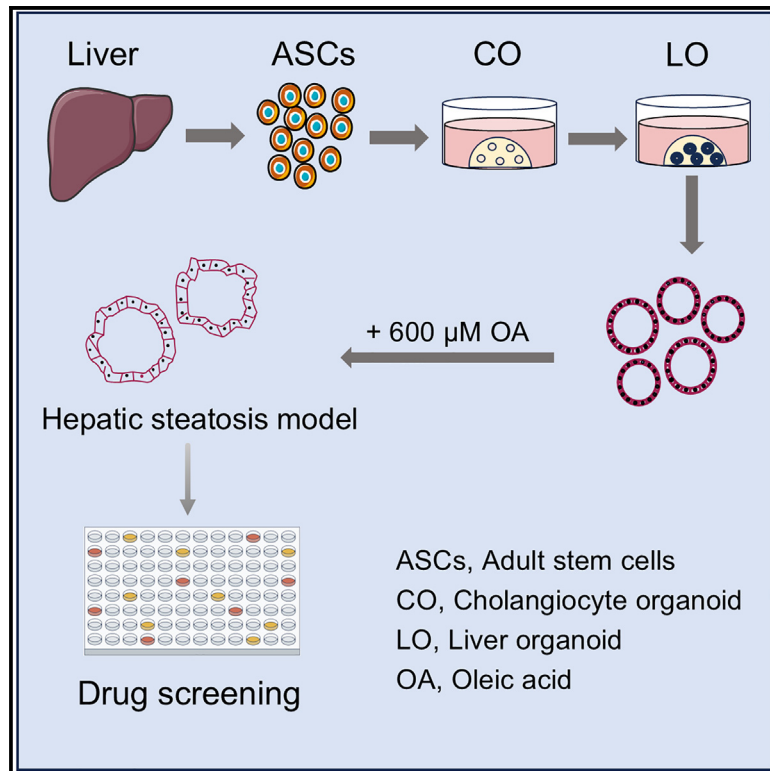 Liver
ASCs
CO
LO
+ 600 µM OA
Hepatic steatosis model
Drug screening
ASCs, Adult stem cells
CO, Cholangiocyte organoid
LO, Liver organoid
OA, Oleic acid